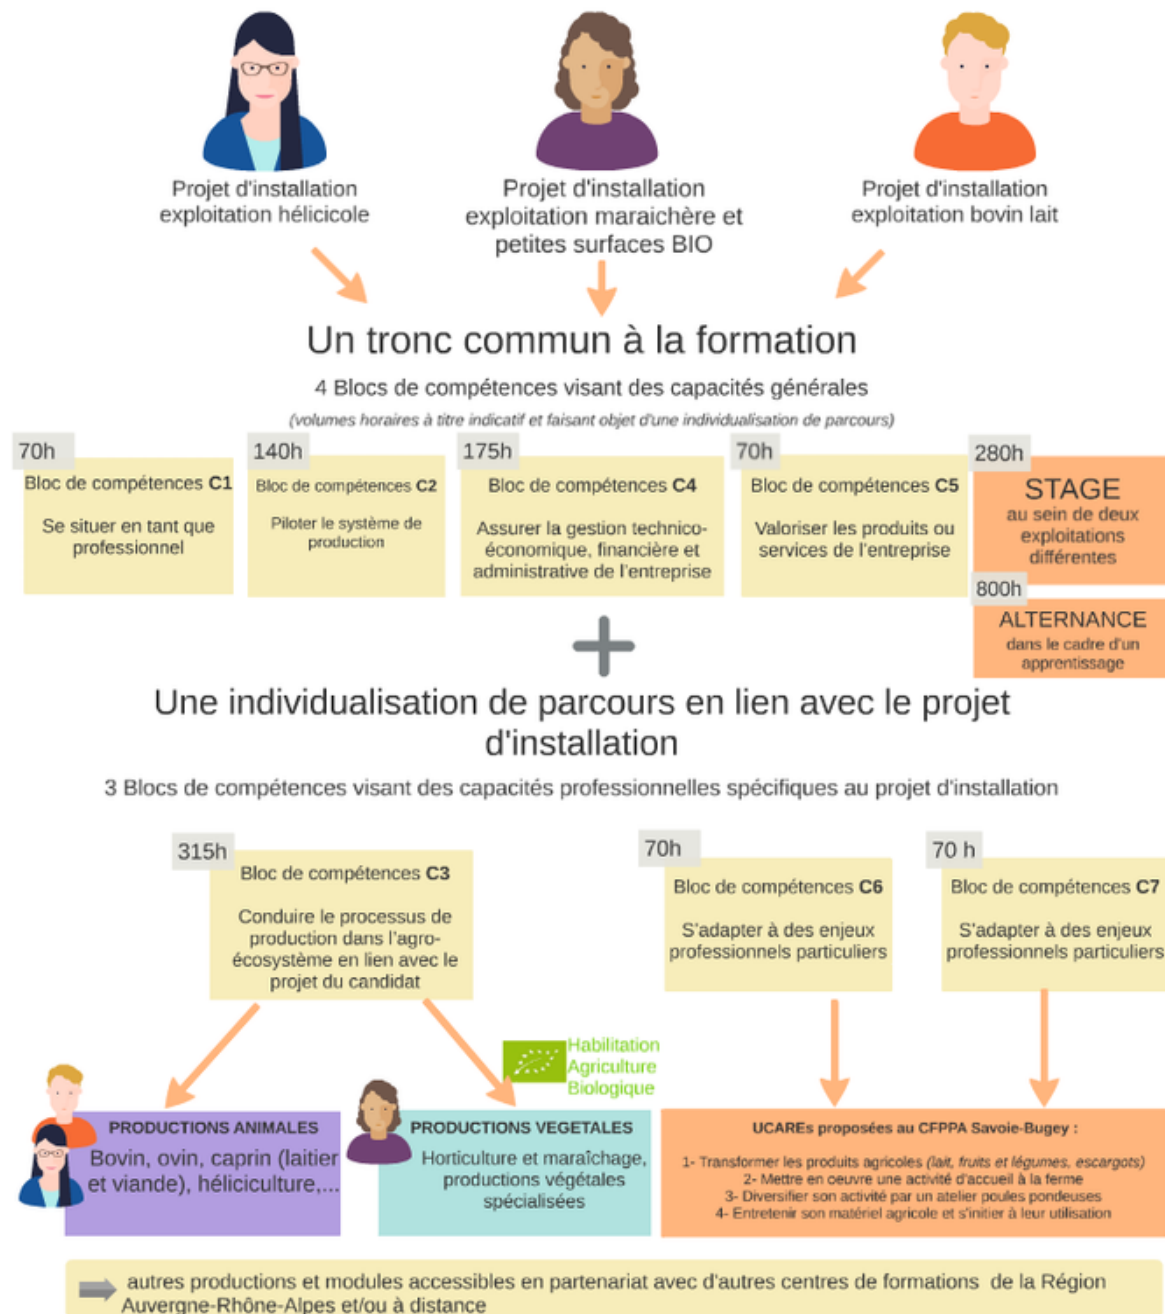 Projet d'installation
exploitation hélicicole
Projet d'installation
exploitation maraichère et
petites surfaces BIO
Projet d'installation
exploitation bovin lait
Un tronc commun à la formation
4 Blocs de compétences visant des capacités générales
(volumes horaires à titre indicatif et faisant objet d'une individualisation de parcours)
70h
Bloc de compétences C1
Se situer en tant que
professionnel
140h
Bloc de compétences C2
Piloter le système de
production
175h
Bloc de compétences C4
Assurer la gestion technico-
économique, financière et
administrative de l'entreprise
70h
Bloc de compétences C5
Valoriser les produits ou
services de l'entreprise
280h
STAGE
au sein de deux
exploitations
différentes
800h
ALTERNANCE
dans le cadre d'un
apprentissage
Une individualisation de parcours en lien avec le projet
d'installation
3 Blocs de compétences visant des capacités professionnelles spécifiques au projet d'installation
315h
Bloc de compétences C3
Conduire le processus de
production dans l'agro-
écosystème en lien avec le
projet du candidat
70h
Bloc de compétences C6
S'adapter à des enjeux
professionnels particuliers
70 h
Bloc de compétences C7
S'adapter à des enjeux
professionnels particuliers
Habilitation
Agriculture
Biologique
PRODUCTIONS ANIMALES
Bovin, ovin, caprin (laitier
et viande), héliciculture,...
PRODUCTIONS VEGETALES
Horticulture et maraîchage,
productions végétales
spécialisées
UCAREs proposées au CFPPA Savoie-Bugey :
1- Transformer les produits agricoles (lait, fruits et légumes, escargots)
2- Mettre en oeuvre une activité d'accueil à la ferme
3- Diversifier son activité par un atelier poules pondeuses
4- Entretenir son matériel agricole et s'initier à leur utilisation
autres productions et modules accessibles en partenariat avec d'autres centres de formations de la Région
Auvergne-Rhône-Alpes et/ou à distance